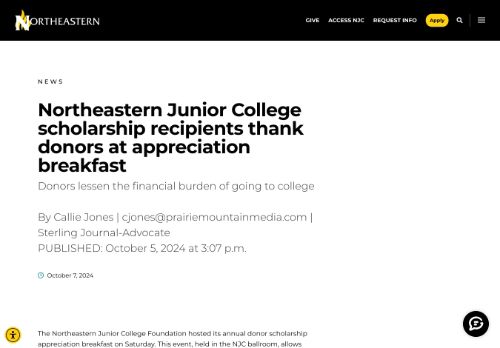 NORTHEASTERN
GIVE ACCESS NJC REQUEST INFO Apply
NEWS
Northeastern Junior College
scholarship recipients thank
donors at appreciation
breakfast
Donors lessen the financial burden of going to college
By Callie Jones | cjones@prairiemountainmedia.com |
Sterling Journal-Advocate
PUBLISHED: October 5, 2024 at 3:07 p.m.
October 7, 2024
The Northeastern Junior College Foundation hosted its annual donor scholarship
appreciation breakfast on Saturday. This event, held in the NJC ballroom, allows